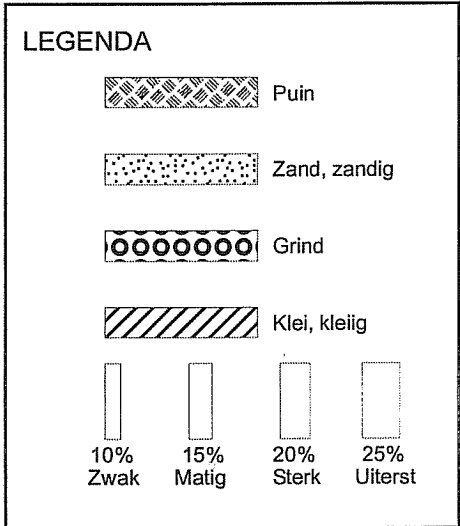 LEGENDA
Puin
Zand, zandig
Grind
Klei, kleiig
10% 15% 20% 25%
Zwak Matig Sterk Uiterst